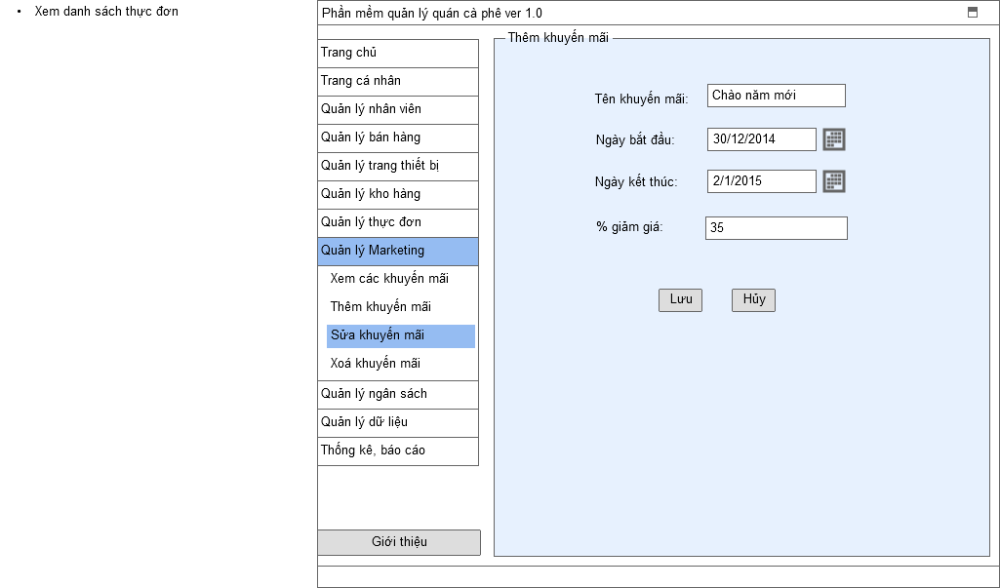 • Xem danh sách thực đơn
Phần mềm quản lý quán cà phê ver 1.0
Trang chủ
Trang cá nhân
Quản lý nhân viên
Quản lý bán hàng
Quản lý trang thiết bị
Quản lý kho hàng
Quản lý thực đơn
Quản lý Marketing
Xem các khuyến mãi
Thêm khuyến mãi
Sửa khuyến mãi
Xoá khuyến mãi
Quản lý ngân sách
Quản lý dữ liệu
Thống kê, báo cáo
Giới thiệu
Thêm khuyến mãi
Tên khuyến mãi: Chào năm mới
Ngày bắt đầu: 30/12/2014
Ngày kết thúc: 2/1/2015
% giảm giá: 35
Lưu Hủy